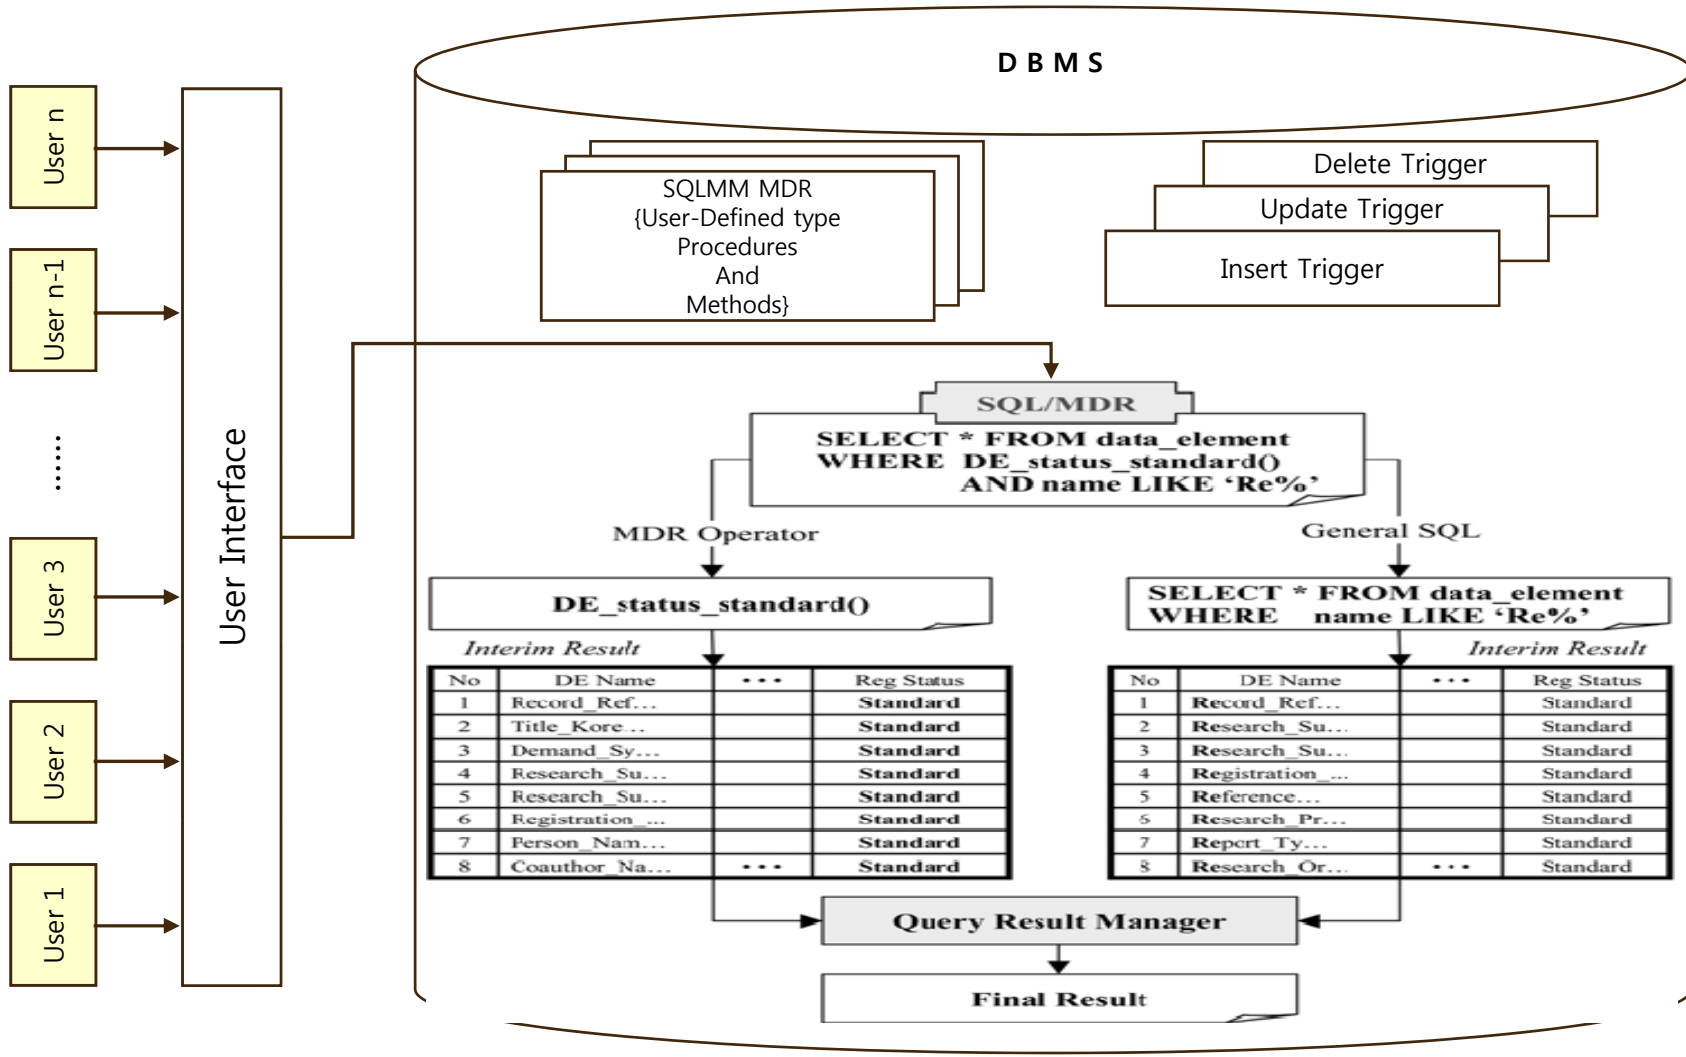 D B M S
User n
User n-1
......
User 3
User 2
User 1
User Interface
SQLMM MDR
{User-Defined type
Procedures
And
Methods}
Delete Trigger
Update Trigger
Insert Trigger
SQL/MDR
SELECT * FROM data_element
WHERE DE_status_standard()
AND name LIKE ‘Re%’
MDR Operator
General SQL
DE_status_standard()
SELECT * FROM data_element
WHERE name LIKE ‘Re%’
Interim Result
Interim Result
No DE Name ••• Reg Status
1 Record_Ref... Standard
2 Title_Kore... Standard
3 Demand_Sy... Standard
4 Research_Su... Standard
5 Research_Su... Standard
6 Registration_... Standard
7 Person_Nam... Standard
8 Coauthor_Na... ••• Standard
No DE Name ••• Reg Status
1 Record_Ref... Standard
2 Research_Su... Standard
3 Research_Su... Standard
4 Registration_... Standard
5 Reference... Standard
6 Research_Pr... Standard
7 Report_Ty... Standard
8 Research_Or... ••• Standard
Query Result Manager
Final Result